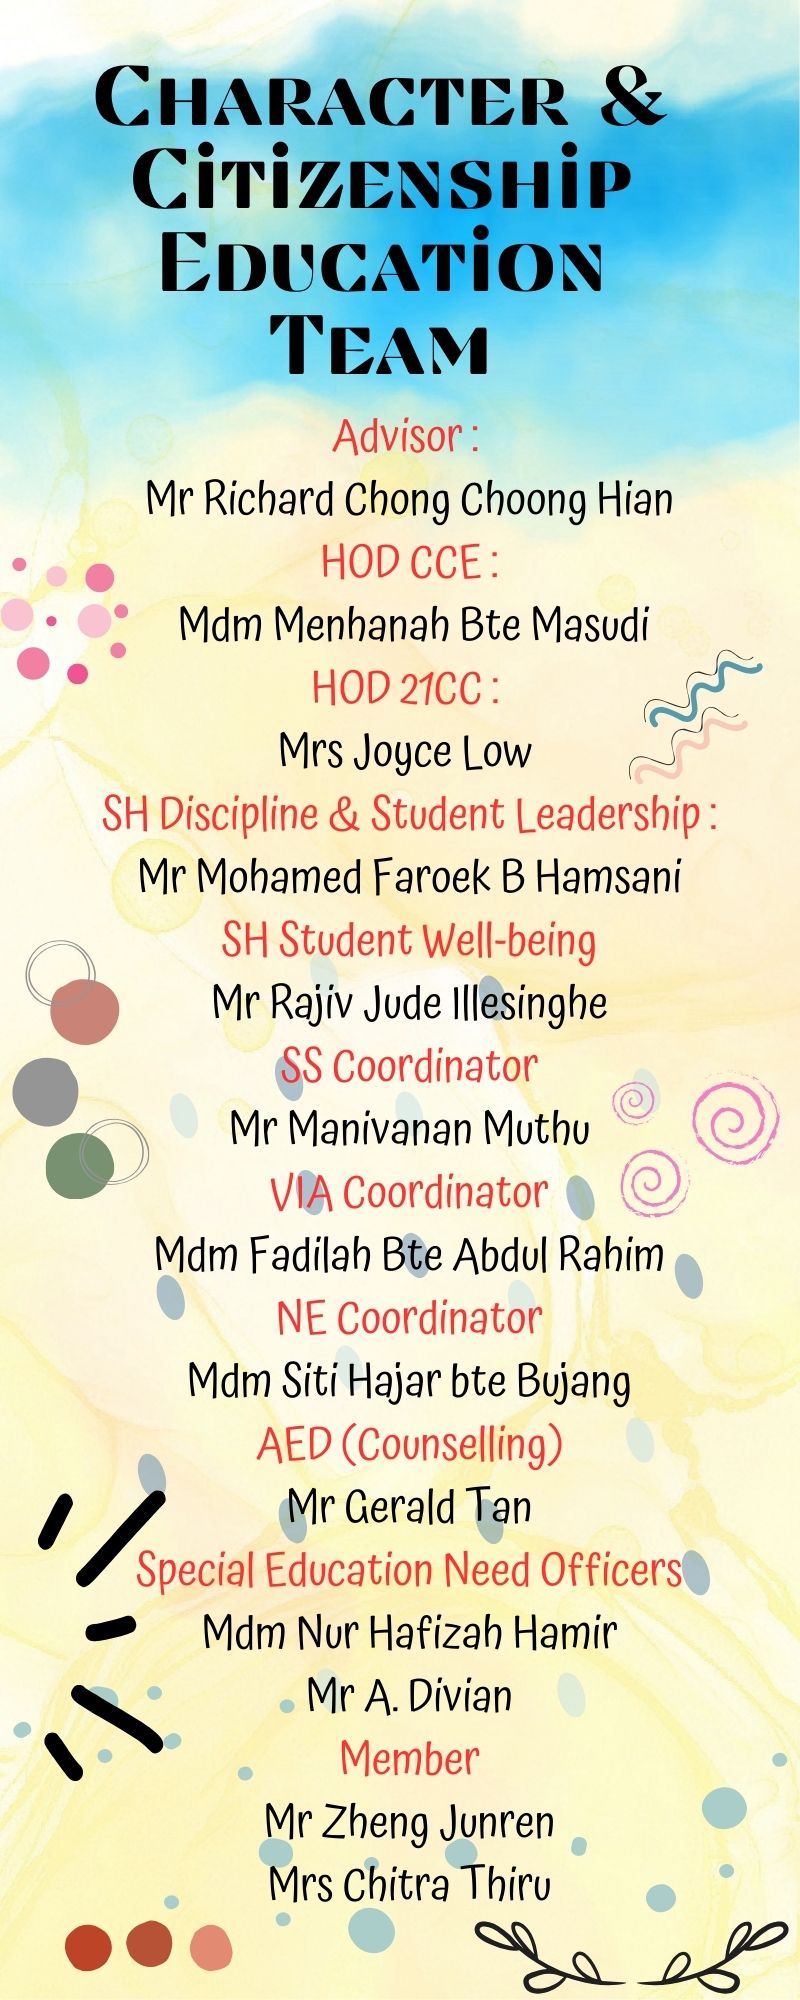 Character &
Citizenship
Education
Team
Advisor :
Mr Richard Chong Choong Hian
HOD CCE :
Mdm Menhanah Bte Masudi
HOD 21CC :
Mrs Joyce Low
SH Discipline & Student Leadership :
Mr Mohamed Faroek B Hamsani
SH Student Well-being
Mr Rajiv Jude Illesinghe
SS Coordinator
Mr Manivanan Muthu
VIA Coordinator
Mdm Fadilah Bte Abdul Rahim
NE Coordinator
Mdm Siti Hajar bte Bujang
AED (Counselling)
Mr Gerald Tan
Special Education Need Officers
Mdm Nur Hafizah Hamir
Mr A. Divian
Member
Mr Zheng Junren
Mrs Chitra Thiru